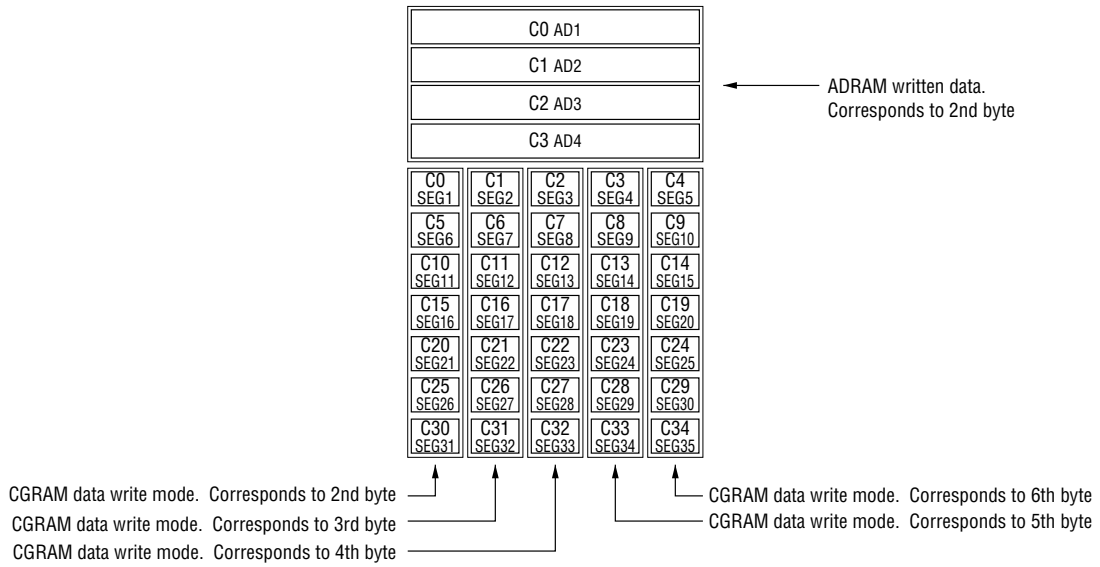 C0 AD1
C1 AD2
C2 AD3
C3 AD4
ADRAM written data.
Corresponds to 2nd byte
C0 C1 C2 C3 C4
SEG1 SEG2 SEG3 SEG4 SEG5
C5 C6 C7 C8 C9
SEG6 SEG7 SEG8 SEG9 SEG10
C10 C11 C12 C13 C14
SEG11 SEG12 SEG13 SEG14 SEG15
C15 C16 C17 C18 C19
SEG16 SEG17 SEG18 SEG19 SEG20
C20 C21 C22 C23 C24
SEG21 SEG22 SEG23 SEG24 SEG25
C25 C26 C27 C28 C29
SEG26 SEG27 SEG28 SEG29 SEG30
C30 C31 C32 C33 C34
SEG31 SEG32 SEG33 SEG34 SEG35
CGRAM data write mode. Corresponds to 2nd byte
CGRAM data write mode. Corresponds to 3rd byte
CGRAM data write mode. Corresponds to 4th byte
CGRAM data write mode. Corresponds to 6th byte
CGRAM data write mode. Corresponds to 5th byte